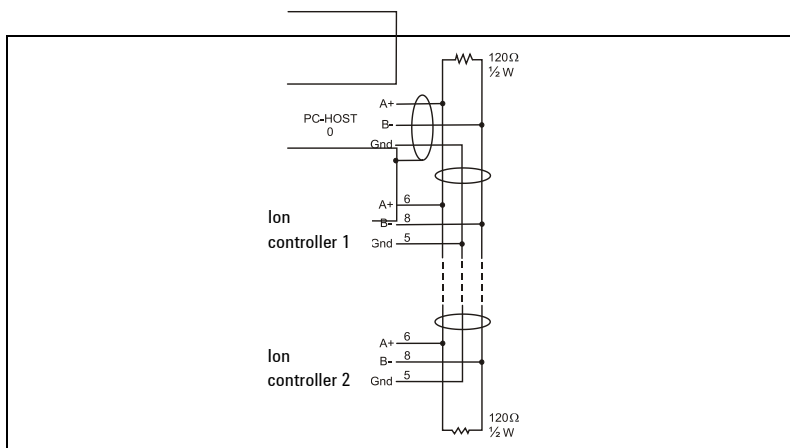 120Ω
½ W
A+
PC-HOST
0
B-
Gnd
A+ 6
B- 8
Gnd 5
Ion
controller 1
A+ 6
B- 8
Gnd 5
Ion
controller 2
120Ω
½ W